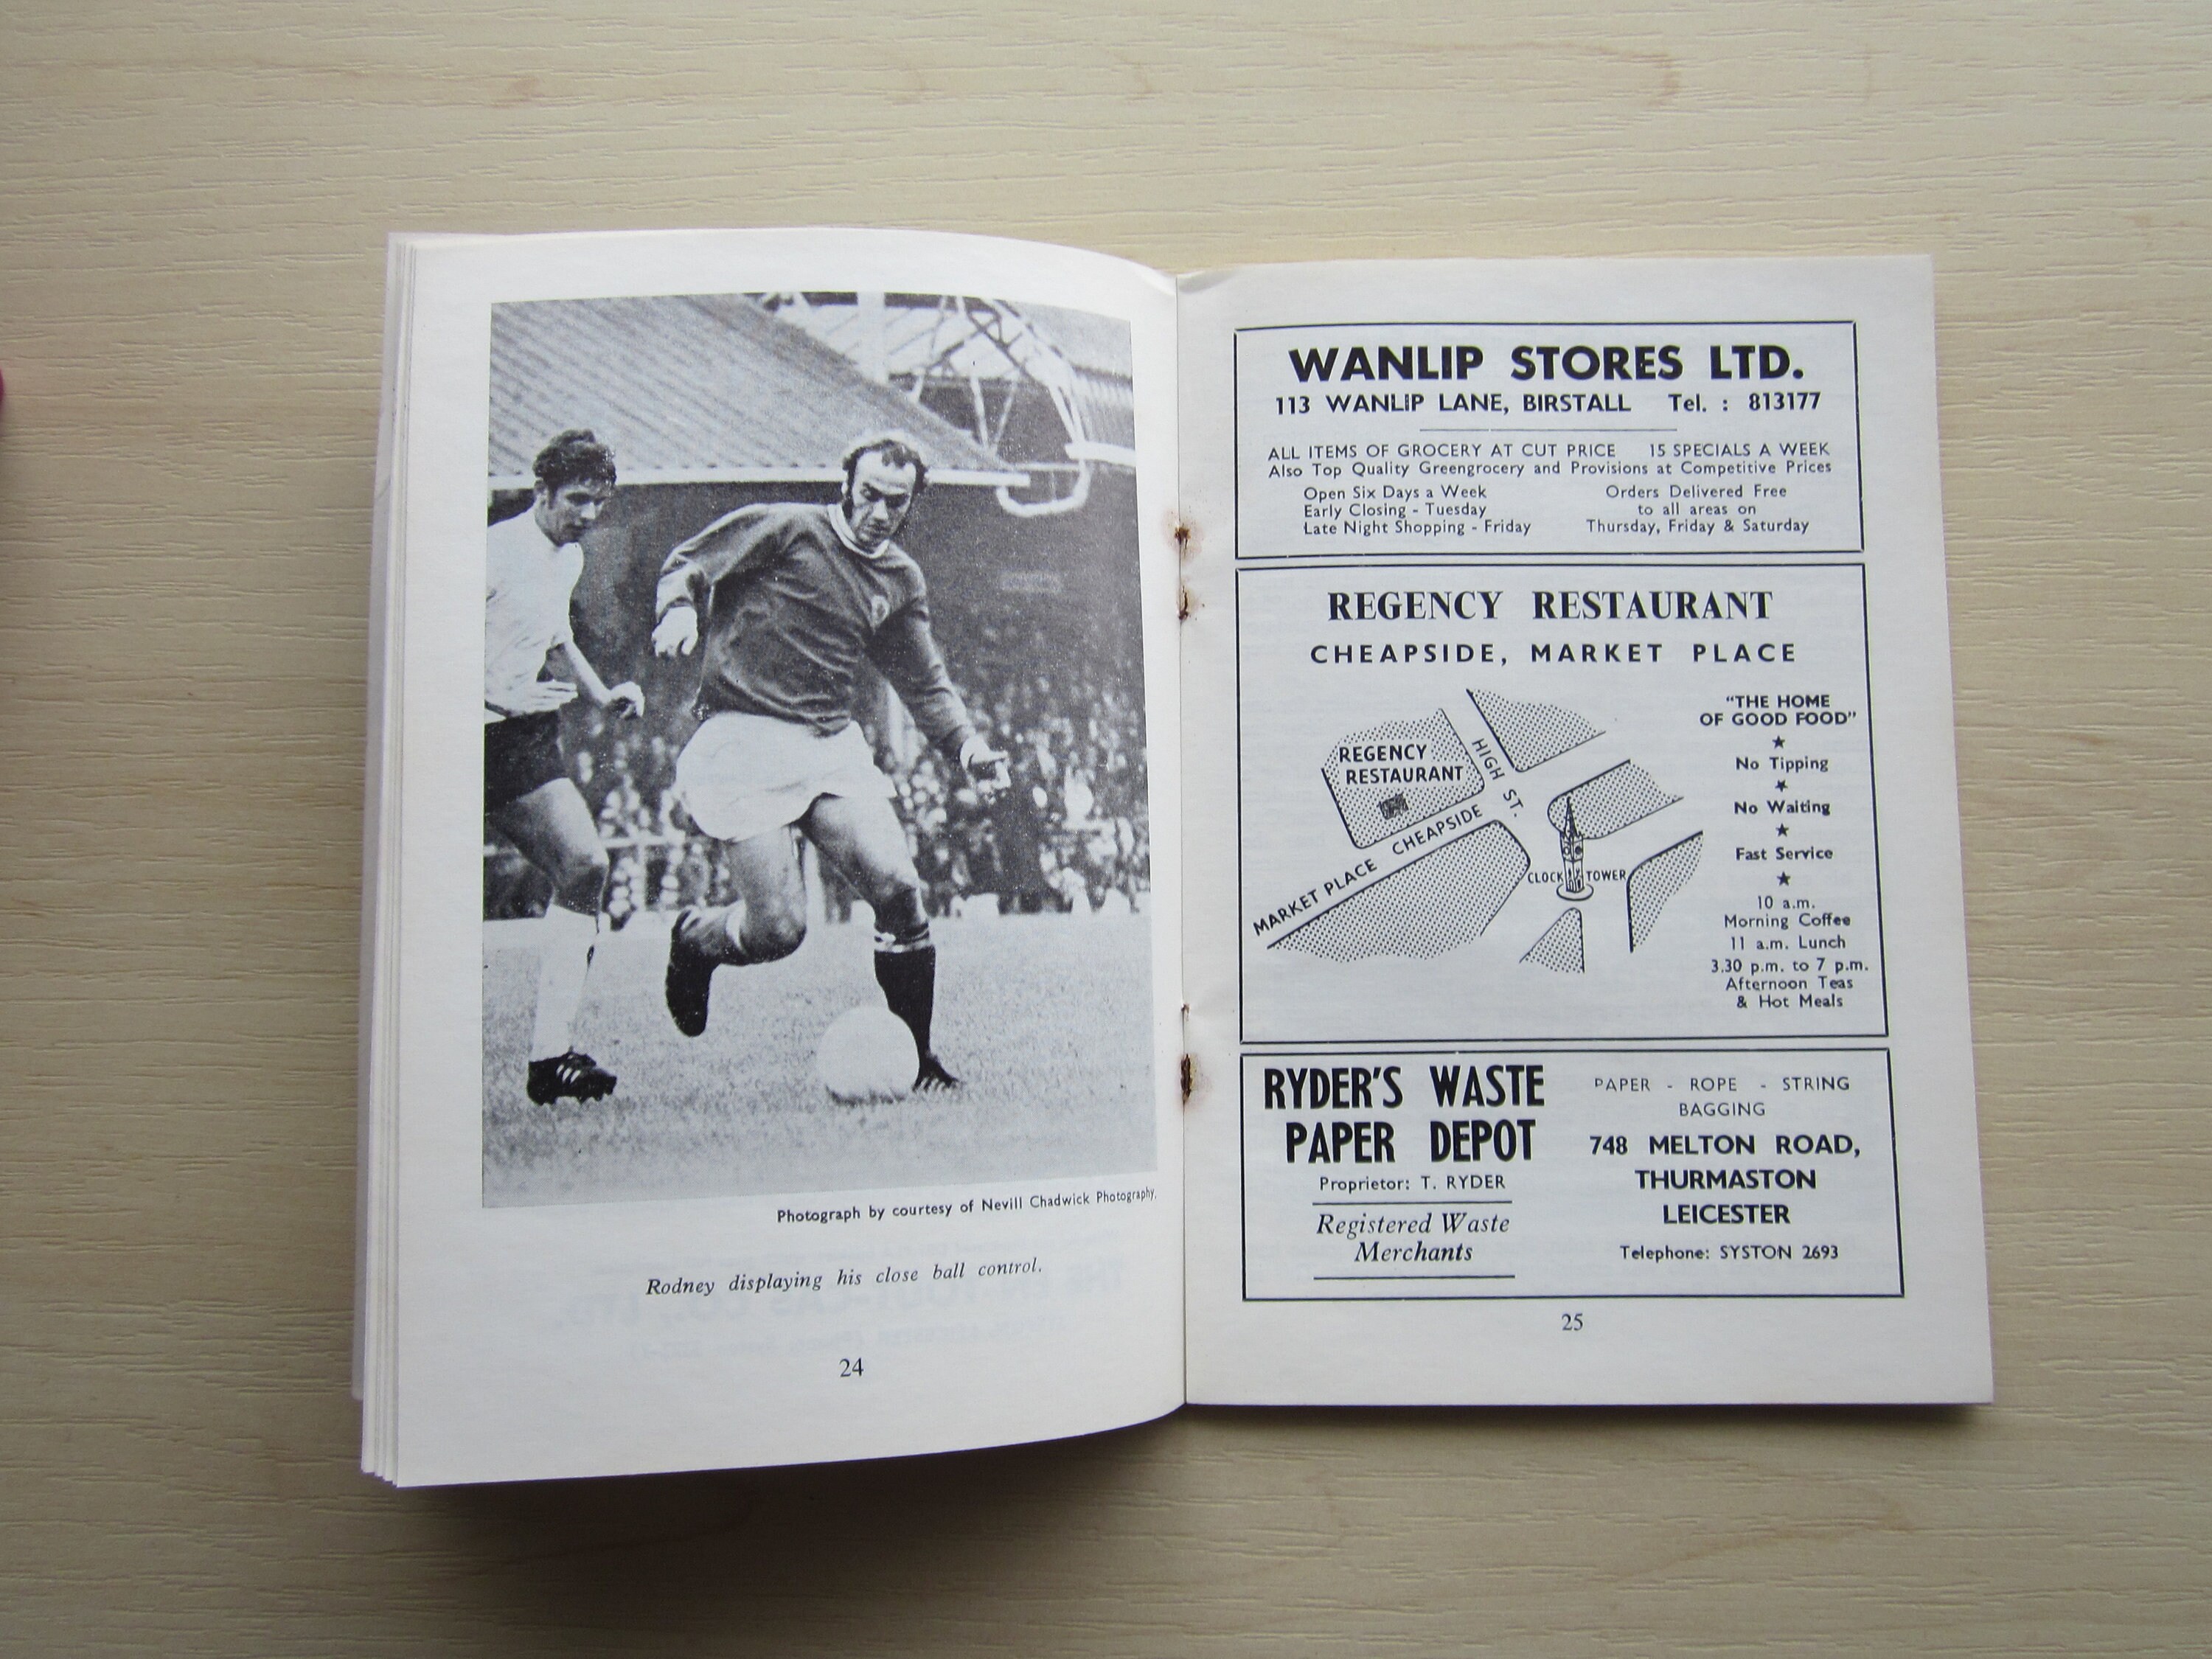 Photograph by courtesy of Nevill Chadwick Photography.
Rodney displaying his close ball control.
24
WANLIP STORES LTD.
113 WANLIP LANE, BIRSTALL Tel. : 813177
ALL ITEMS OF GROCERY AT CUT PRICE 15 SPECIALS A WEEK
Also Top Quality Greengrocery and Provisions at Competitive Prices
Open Six Days a Week
Early Closing - Tuesday
Late Night Shopping - Friday
Orders Delivered Free
to all areas on
Thursday, Friday & Saturday
REGENCY RESTAURANT
CHEAPSIDE, MARKET PLACE
REGENCY
RESTAURANT
HIGH ST.
MARKET PLACE CHEAPSIDE
CLOCK TOWER
"THE HOME
OF GOOD FOOD"
★
No Tipping
★
No Waiting
★
Fast Service
★
10 a.m.
Morning Coffee
11 a.m. Lunch
3.30 p.m. to 7 p.m.
Afternoon Teas
& Hot Meals
RYDER'S WASTE
PAPER DEPOT
Proprietor: T. RYDER
Registered Waste
Merchants
PAPER - ROPE - STRING
BAGGING
748 MELTON ROAD,
THURMASTON
LEICESTER
Telephone: SYSTON 2693
25